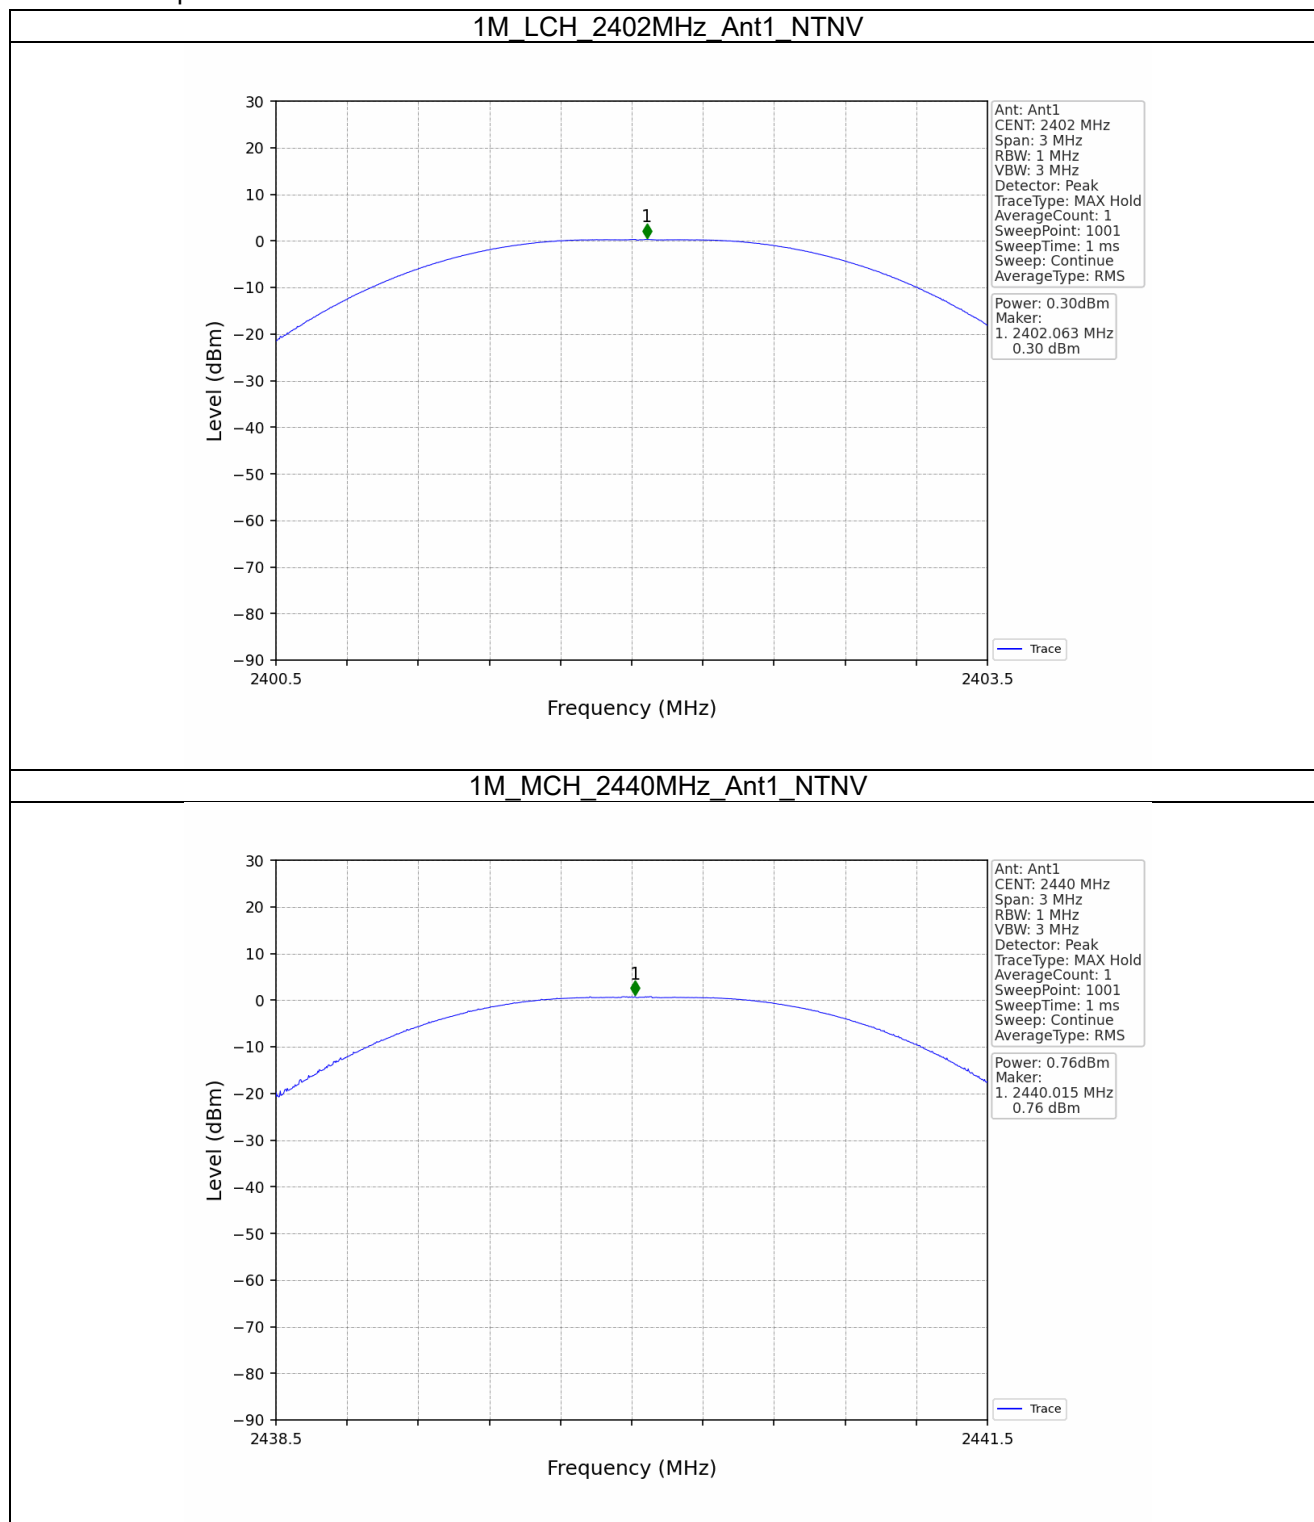 1M_LCH_2402MHz_Ant1_NTNV
30
20
10
0
−10
−20
−30
−40
−50
−60
−70
−80
−90
Level (dBm)
1
2400.5
2403.5
Frequency (MHz)
Ant: Ant1
CENT: 2402 MHz
Span: 3 MHz
RBW: 1 MHz
VBW: 3 MHz
Detector: Peak
TraceType: MAX Hold
AverageCount: 1
SweepPoint: 1001
SweepTime: 1 ms
Sweep: Continue
AverageType: RMS
Power: 0.30dBm
Maker:
1. 2402.063 MHz
0.30 dBm
Trace
1M_MCH_2440MHz_Ant1_NTNV
30
20
10
0
−10
−20
−30
−40
−50
−60
−70
−80
−90
Level (dBm)
1
2438.5
2441.5
Frequency (MHz)
Ant: Ant1
CENT: 2440 MHz
Span: 3 MHz
RBW: 1 MHz
VBW: 3 MHz
Detector: Peak
TraceType: MAX Hold
AverageCount: 1
SweepPoint: 1001
SweepTime: 1 ms
Sweep: Continue
AverageType: RMS
Power: 0.76dBm
Maker:
1. 2440.015 MHz
0.76 dBm
Trace